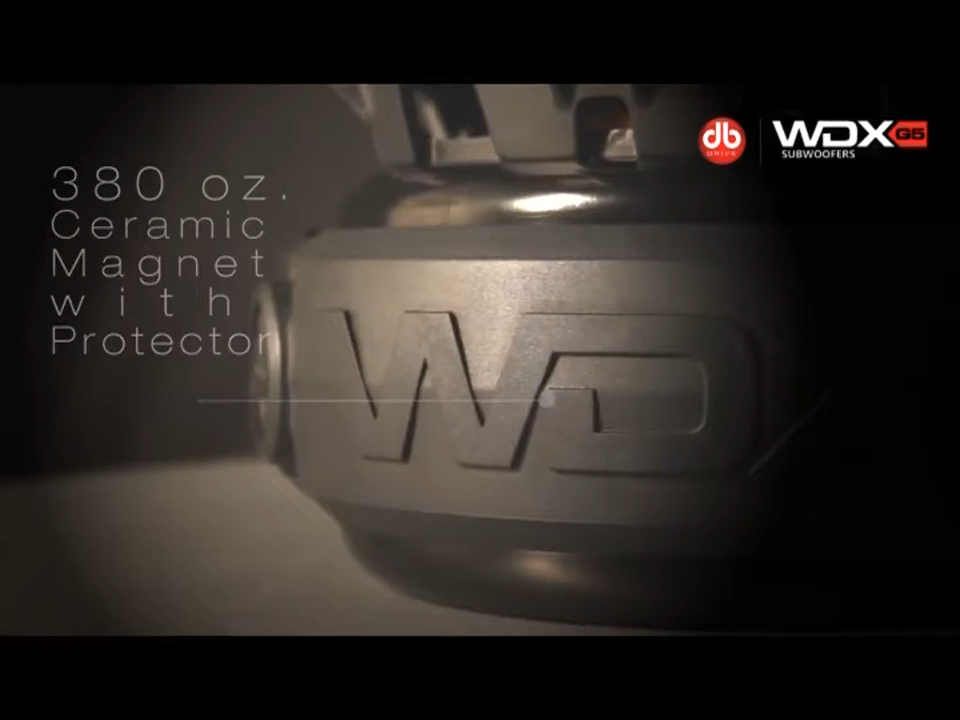 380 oz.
Ceramic
Magnet
with
Protector
db
DRIVE
WDX G5
SUBWOOFERS
WD